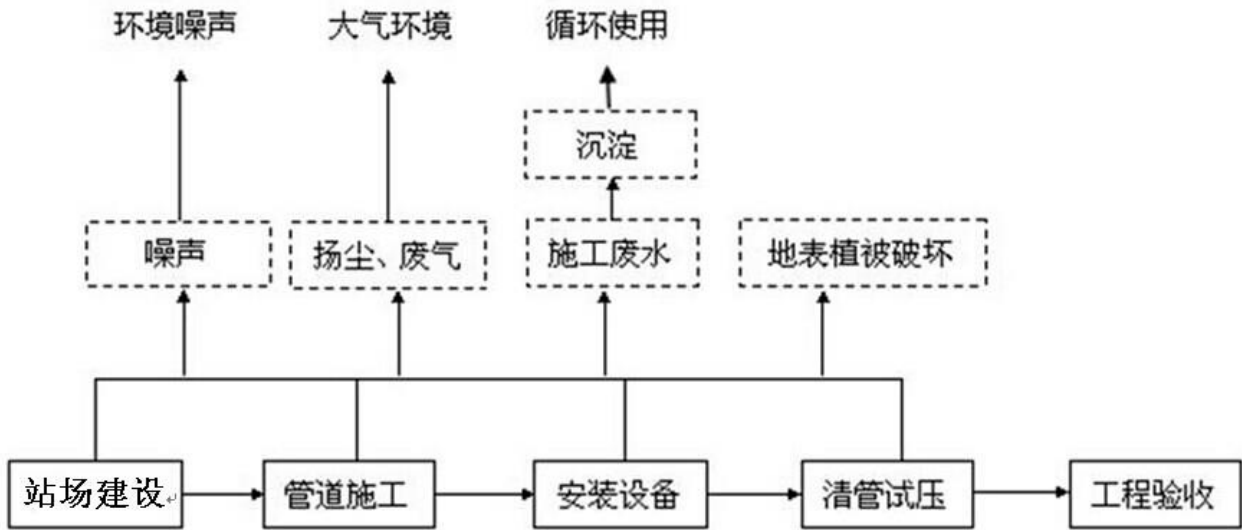 环境噪声
大气环境
循环使用
沉淀
噪声
扬尘、废气
施工废水
地表植被破坏
站场建设
管道施工
安装设备
清管试压
工程验收